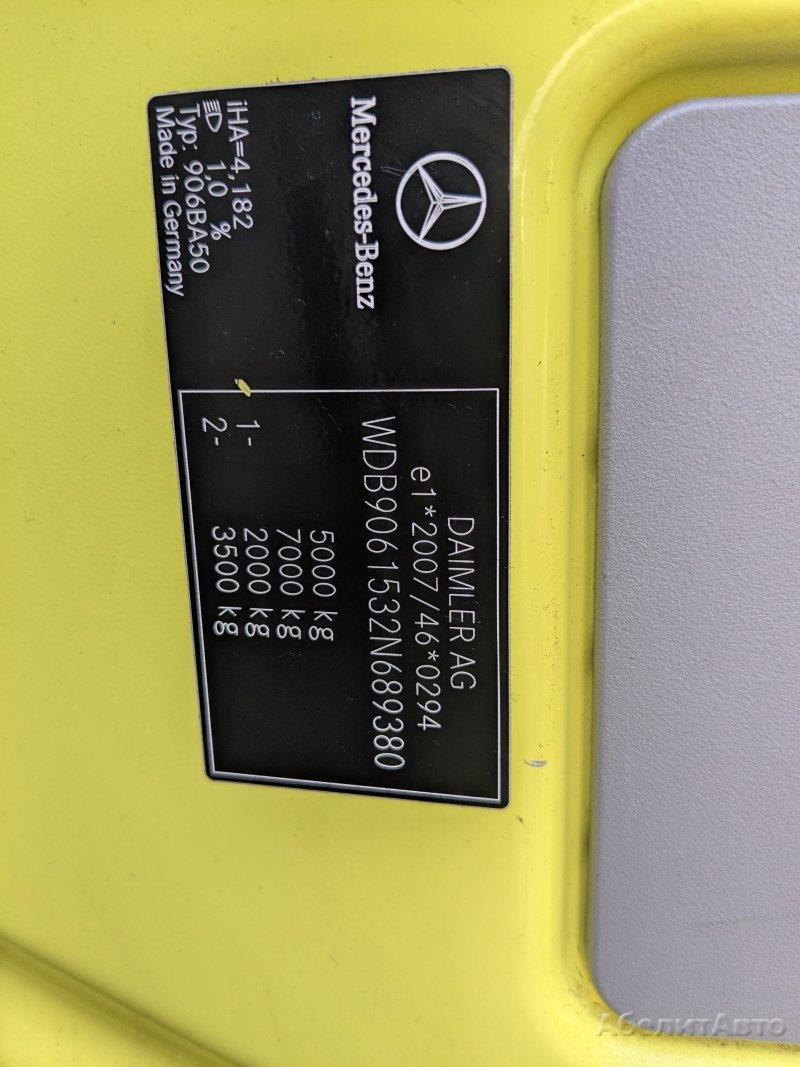 Mercedes-Benz
iHA=4,182
1,0 %
Typ: 906BA50
Made in Germany
DAIMLER AG
e1*2007/46*0294
WDB9061532N689380
5000 kg
7000 kg
1- 2000 kg
2- 3500 kg
АбелитАвто